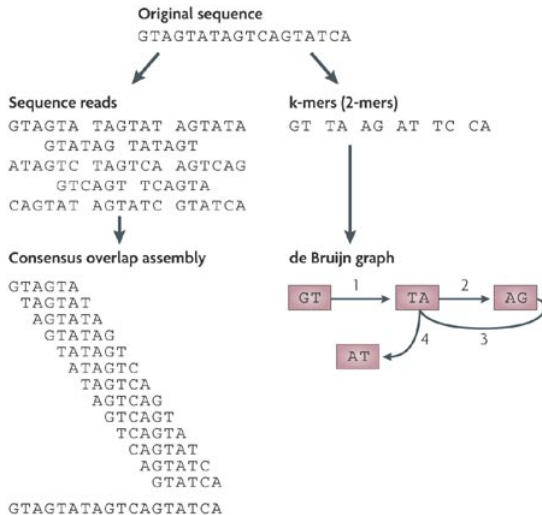 Original sequence
GTAGTATAGTCAGTATCA
Sequence reads
GTAGTA TAGTAT AGTATA
GTATAG TATAGT
ATAGTC TAGTCA AGTCAG
GTCAGT TCAGTA
CAGTAT AGTATC GTATCA
Consensus overlap assembly
GTAGTA
TAGTAT
AGTATA
GTATAG
TATAGT
ATAGTC
TAGTCA
AGTCAG
GTCAGT
TCAGTA
CAGTAT
AGTATC
GTATCA
GTAGTATAGTCAGTATCA
k-mers (2-mers)
GT TA AG AT TC CA
de Bruijn graph
GT 1 TA 2 AG
4 3
AT